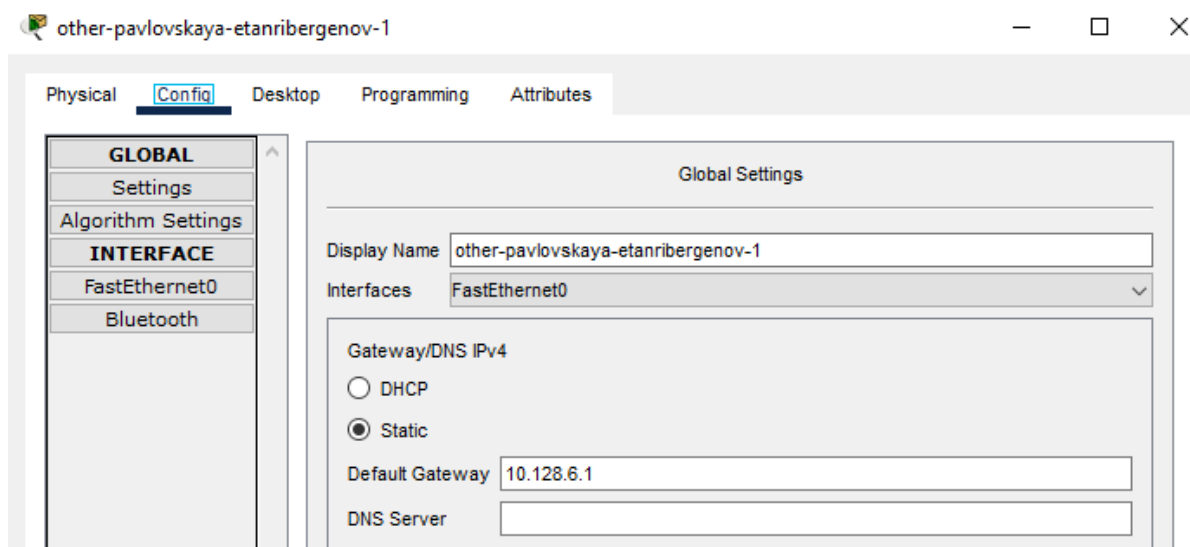 other-pavlovskaya-etanribergenov-1
Physical Config Desktop Programming Attributes
GLOBAL
Settings
Algorithm Settings
INTERFACE
FastEthernet0
Bluetooth
Global Settings
Display Name other-pavlovskaya-etanribergenov-1
Interfaces FastEthernet0
Gateway/DNS IPv4
DHCP
Static
Default Gateway 10.128.6.1
DNS Server